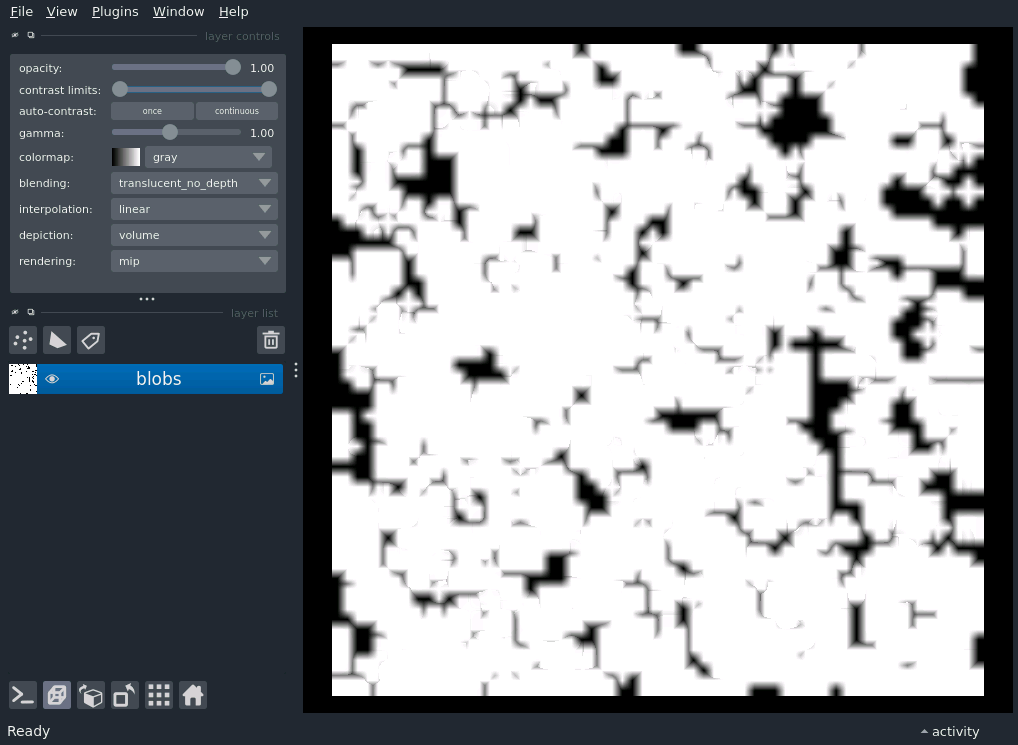 File View Plugins Window Help
layer controls
opacity: 1.00
contrast limits:
auto-contrast: once continuous
gamma: 1.00
colormap: gray
blending: translucent_no_depth
interpolation: linear
depiction: volume
rendering: mip
layer list
blobs
Ready
activity